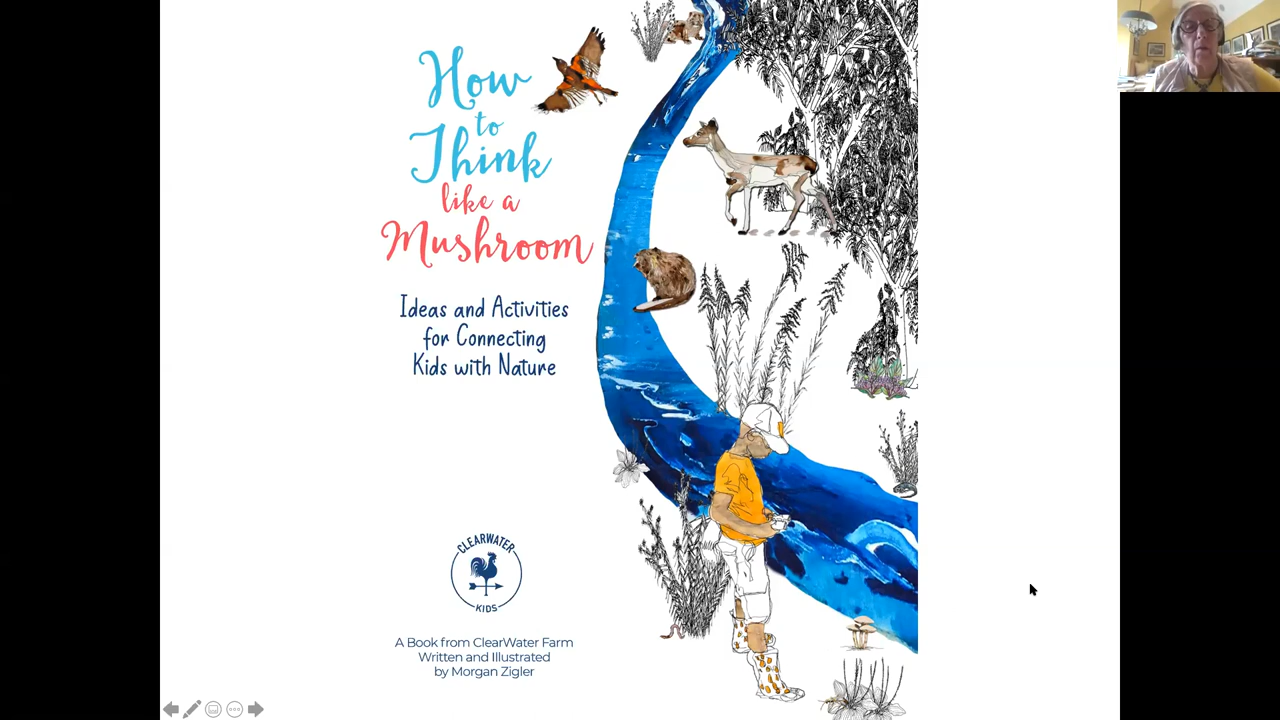 How
to
Think
like a
Mushroom
Ideas and Activities
for Connecting
Kids with Nature
CLEARWATER
KIDS
A Book from ClearWater Farm
Written and Illustrated
by Morgan Zigler